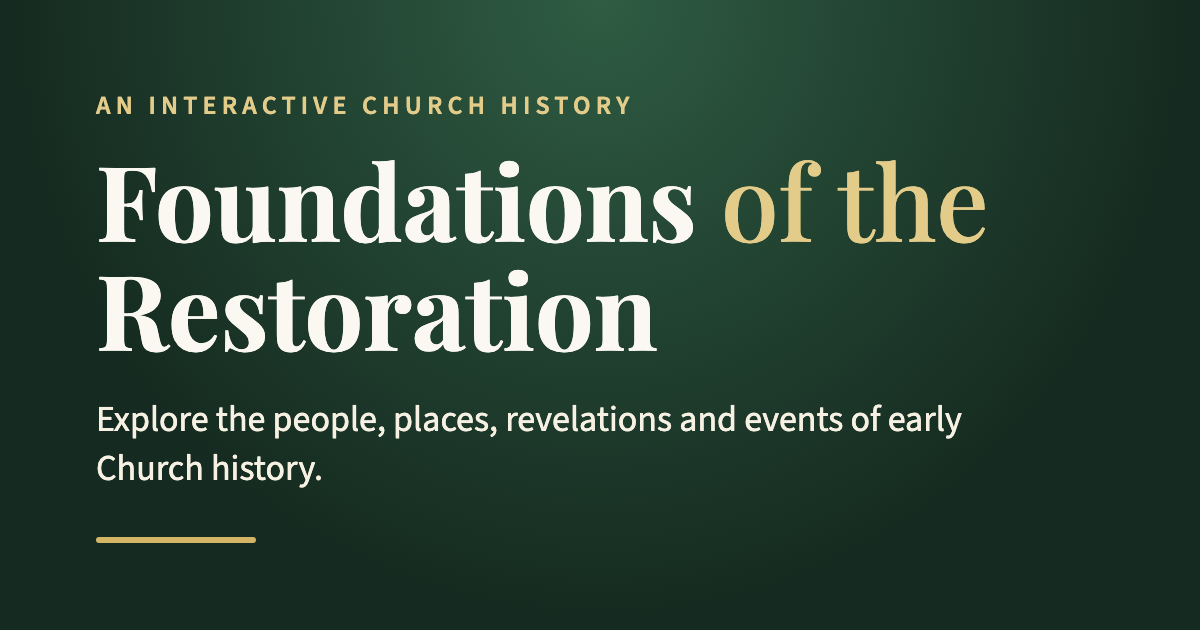 AN INTERACTIVE CHURCH HISTORY
Foundations of the
Restoration
Explore the people, places, revelations and events of early
Church history.